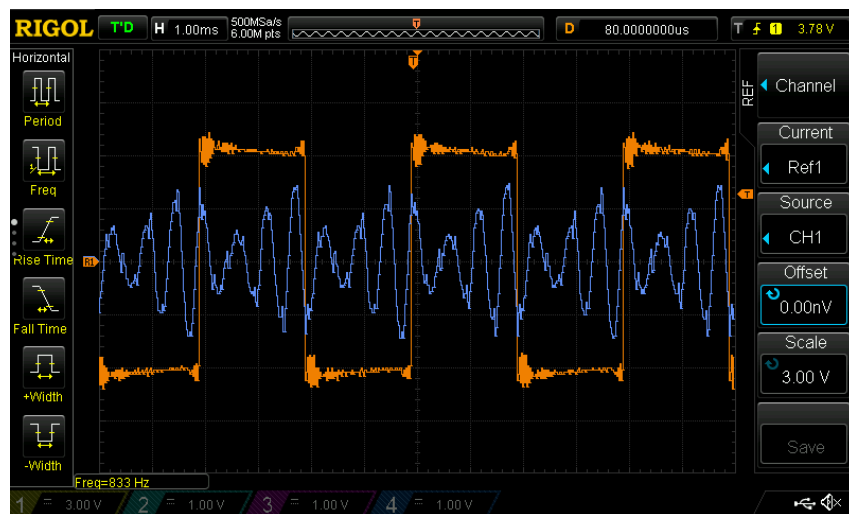 RIGOL T'D H 1.00ms 500MSa/s 6.00M pts T D 80.0000000us T 1 3.78 V
Horizontal
Period
Freq
Rise Time
Fall Time
+Width
-Width
T
T
R1
Freq=833 Hz
REF
Channel
Current
Ref1
Source
CH1
Offset
0.00nV
Scale
3.00 V
Save
1 = 3.00 V 2 = 1.00 V 3 = 1.00 V 4 = 1.00 V